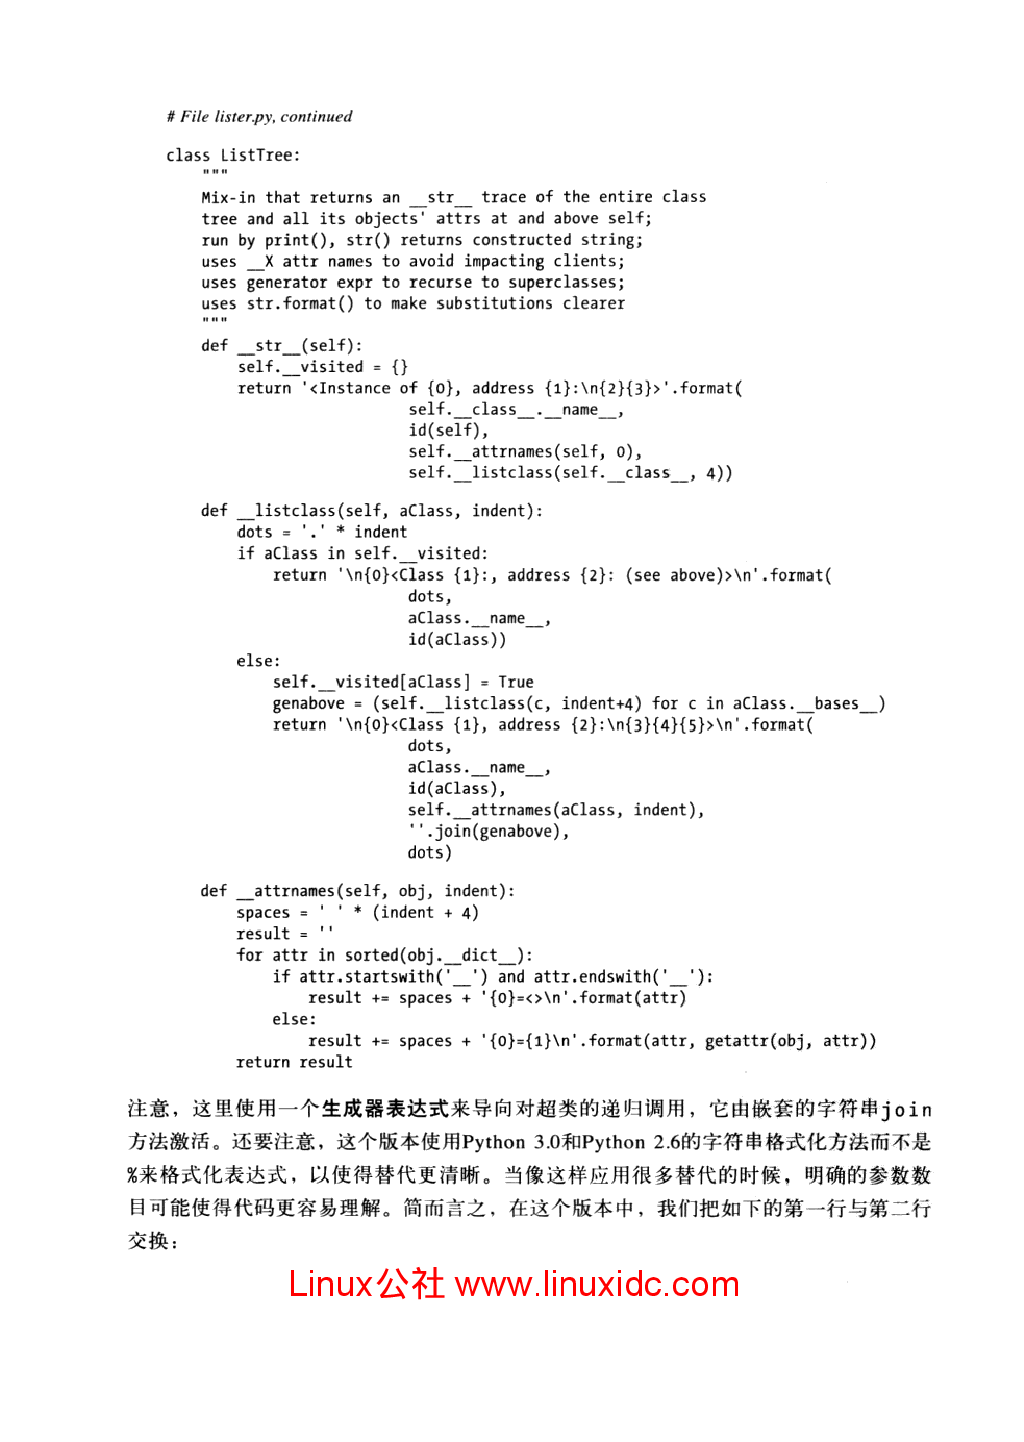 # File lister.py, continued
class ListTree:
"""
Mix-in that returns an __str__ trace of the entire class
tree and all its objects' attrs at and above self;
run by print(), str() returns constructed string;
uses __X attr names to avoid impacting clients;
uses generator expr to recurse to superclasses;
uses str.format() to make substitutions clearer
"""
def __str__(self):
self.__visited = {}
return '<Instance of {0}, address {1}:\n{2}{3}>'.format(
self.__class__.__name__,
id(self),
self.__attrnames(self, 0),
self.__listclass(self.__class__, 4))
def __listclass(self, aClass, indent):
dots = '.' * indent
if aClass in self.__visited:
return '\n{0}<Class {1}:, address {2}: (see above)>\n'.format(
dots,
aClass.__name__,
id(aClass))
else:
self.__visited[aClass] = True
genabove = (self.__listclass(c, indent+4) for c in aClass.__bases__)
return '\n{0}<Class {1}, address {2}:\n{3}{4}{5}>\n'.format(
dots,
aClass.__name__,
id(aClass),
self.__attrnames(aClass, indent),
''.join(genabove),
dots)
def __attrnames(self, obj, indent):
spaces = ' ' * (indent + 4)
result = ''
for attr in sorted(obj.__dict__):
if attr.startswith('__') and attr.endswith('__'):
result += spaces + '{0}=<>\n'.format(attr)
else:
result += spaces + '{0}={1}\n'.format(attr, getattr(obj, attr))
return result
注意，这里使用一个生成器表达式来导向对超类的递归调用，它由嵌套的字符串join
方法激活。还要注意，这个版本使用Python 3.0和Python 2.6的字符串格式化方法而不是
%来格式化表达式，以使得替代更清晰。当像这样应用很多替代的时候，明确的参数数
目可能使得代码更容易理解。简而言之，在这个版本中，我们把如下的第一行与第二行
交换：
Linux公社 www.linuxidc.com